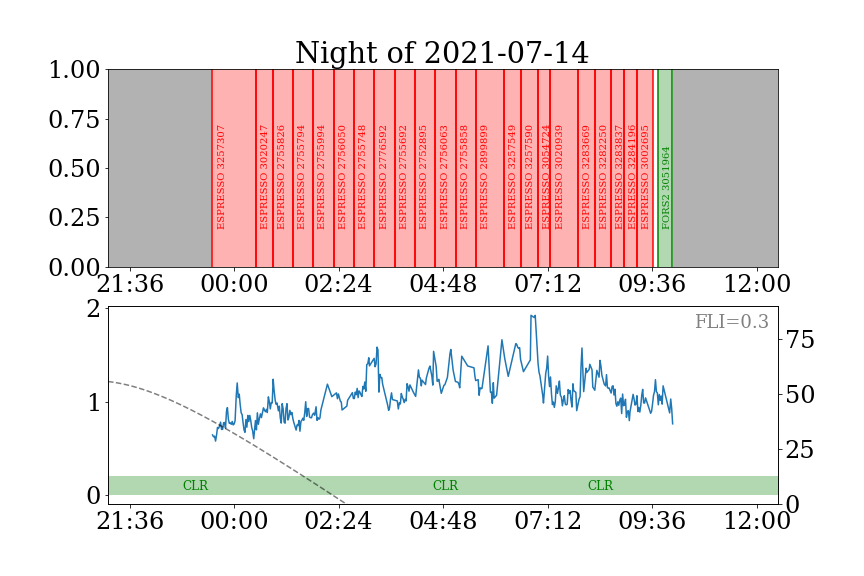 Night of 2021-07-14
1.00
0.75
0.50
0.25
0.00
ESPRESSO 3257307
ESPRESSO 3020247
ESPRESSO 2755826
ESPRESSO 2755794
ESPRESSO 2755994
ESPRESSO 2756050
ESPRESSO 2755748
ESPRESSO 2776592
ESPRESSO 2755692
ESPRESSO 2752895
ESPRESSO 2756063
ESPRESSO 2755858
ESPRESSO 2899899
ESPRESSO 3257549
ESPRESSO 3257590
ESPRESSO 3054724
ESPRESSO 3020939
ESPRESSO 3283669
ESPRESSO 3282250
ESPRESSO 3283837
ESPRESSO 3284196
ESPRESSO 3002695
FORS2 3051964
21:36 00:00 02:24 04:48 07:12 09:36 12:00
2
1
0
FLI=0.3
75
50
25
0
CLR CLR CLR
21:36 00:00 02:24 04:48 07:12 09:36 12:00